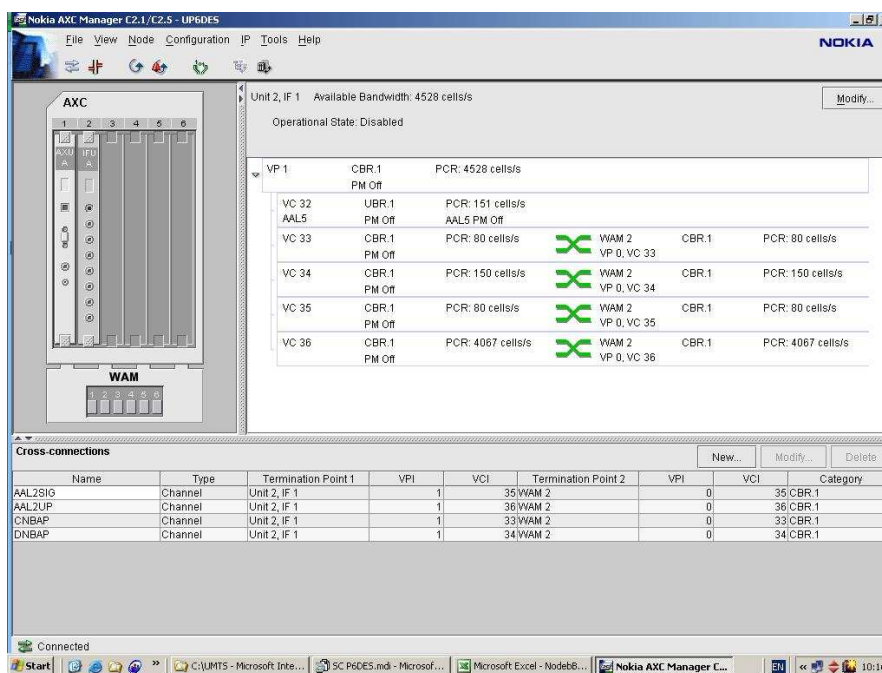 Nokia AXC Manager C2.1/C2.5 - UP6DES
File View Node Configuration IP Tools Help
NOKIA
AXC
1 2 3 4 5 6
AXU A
IFU A
WAM
1 2 3 4 5 6
Unit 2, IF 1 Available Bandwidth: 4528 cells/s
Modify...
Operational State: Disabled
VP 1 CBR.1 PCR: 4528 cells/s
PM Off
VC 32 UBR.1 PCR: 151 cells/s
AAL5 PM Off AAL5 PM Off
VC 33 CBR.1 PCR: 80 cells/s WAM 2 CBR.1 PCR: 80 cells/s
PM Off VP 0, VC 33
VC 34 CBR.1 PCR: 150 cells/s WAM 2 CBR.1 PCR: 150 cells/s
PM Off VP 0, VC 34
VC 35 CBR.1 PCR: 80 cells/s WAM 2 CBR.1 PCR: 80 cells/s
PM Off VP 0, VC 35
VC 36 CBR.1 PCR: 4067 cells/s WAM 2 CBR.1 PCR: 4067 cells/s
PM Off VP 0, VC 36
Cross-connections
New... Modify... Delete
Name Type Termination Point 1 VPI VCI Termination Point 2 VPI VCI Category
AAL2SIG Channel Unit 2, IF 1 1 35 WAM 2 0 35 CBR.1
AAL2UP Channel Unit 2, IF 1 1 36 WAM 2 0 36 CBR.1
CNBAP Channel Unit 2, IF 1 1 33 WAM 2 0 33 CBR.1
DNBAP Channel Unit 2, IF 1 1 34 WAM 2 0 34 CBR.1
Connected
Start » C:\UMTS - Microsoft Inte... SC P6DES.mdi - Microsof... Microsoft Excel - NodebB... Nokia AXC Manager C... EN «